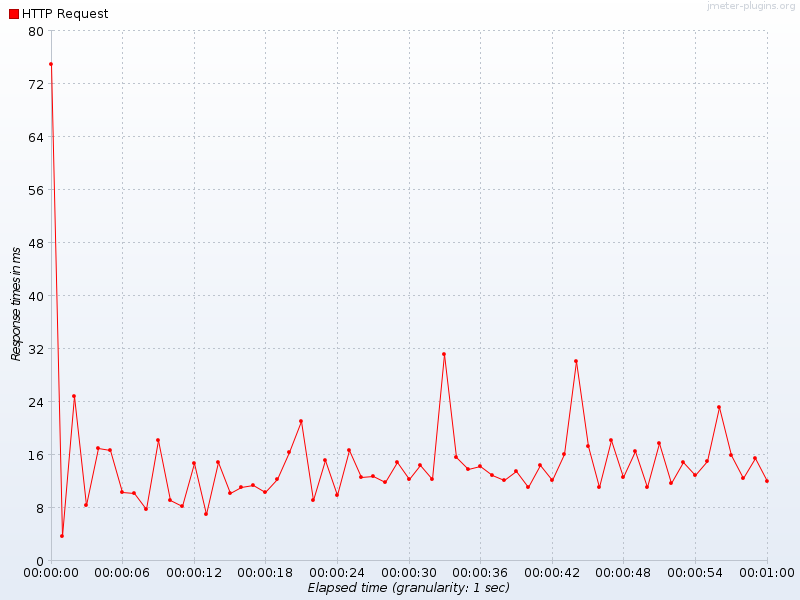 jmeter-plugins.org
HTTP Request
80
72
64
56
48
40
32
24
16
8
0
Response times in ms
00:00:00 00:00:06 00:00:12 00:00:18 00:00:24 00:00:30 00:00:36 00:00:42 00:00:48 00:00:54 00:01:00
Elapsed time (granularity: 1 sec)